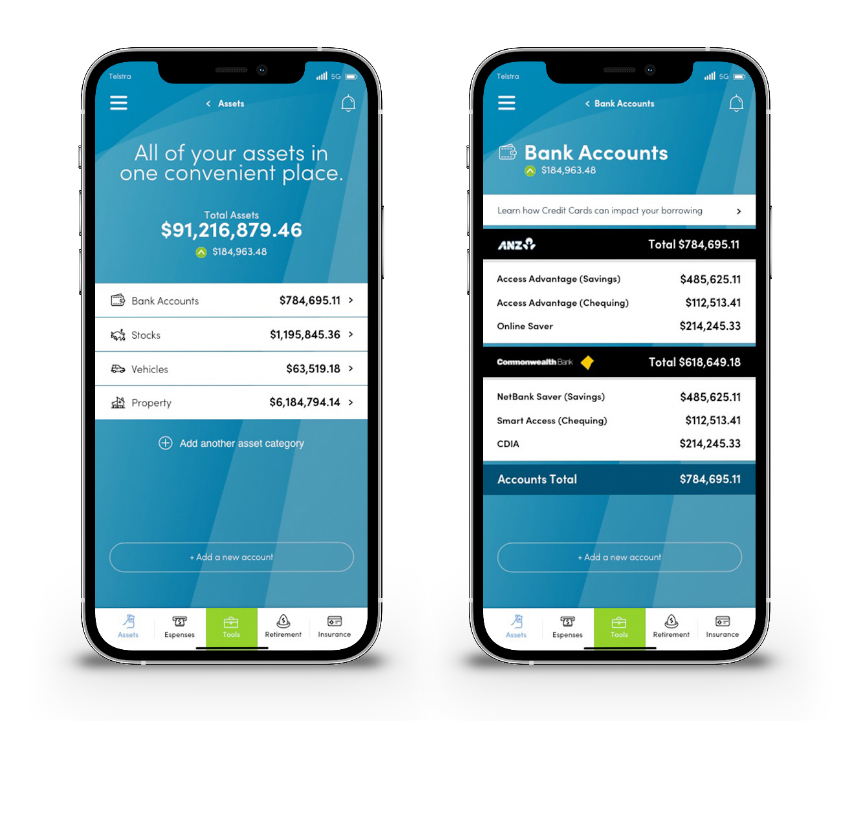 Telstra
5G
Assets
All of your assets in
one convenient place.
Total Assets
$91,216,879.46
$184,963.48
Bank Accounts $784,695.11
Stocks $1,195,845.36
Vehicles $63,519.18
Property $6,184,794.14
Add another asset category
+ Add a new account
Assets Expenses Tools Retirement Insurance
Telstra
5G
Bank Accounts
Bank Accounts
$184,963.48
Learn how Credit Cards can impact your borrowing
ANZ Total $784,695.11
Access Advantage (Savings) $485,625.11
Access Advantage (Chequing) $112,513.41
Online Saver $214,245.33
CommonwealthBank Total $618,649.18
NetBank Saver (Savings) $485,625.11
Smart Access (Chequing) $112,513.41
CDIA $214,245.33
Accounts Total $784,695.11
+ Add a new account
Assets Expenses Tools Retirement Insurance